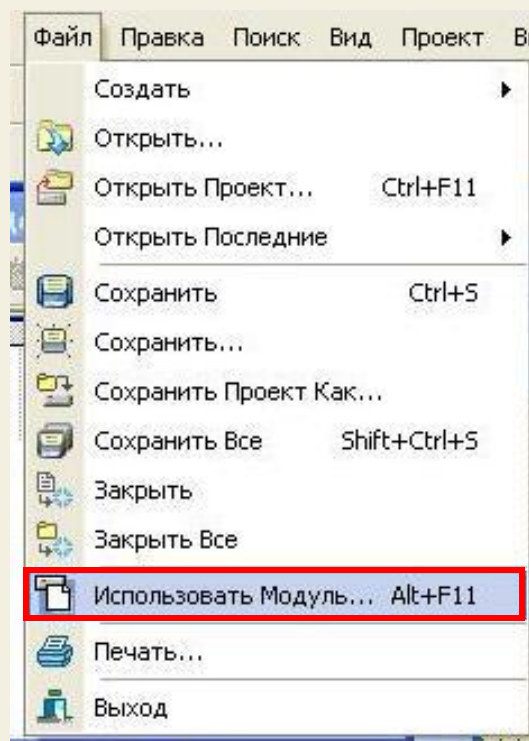 Файл Правка Поиск Вид Проект В
Создать
Открыть...
Открыть Проект... Ctrl+F11
Открыть Последние
Сохранить Ctrl+S
Сохранить...
Сохранить Проект Как...
Сохранить Все Shift+Ctrl+S
Закрыть
Закрыть Все
Использовать Модуль... Alt+F11
Печать...
Выход